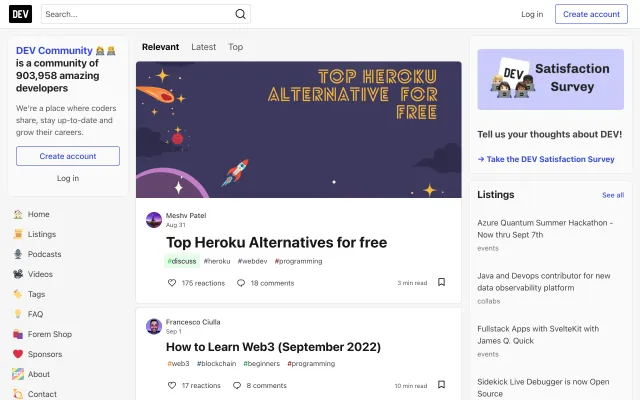 DEV
Search...
Log in
Create account
DEV Community
is a community of
903,958 amazing
developers
We're a place where coders
share, stay up-to-date and
grow their careers.
Create account
Log in
Home
Listings
Podcasts
Videos
Tags
FAQ
Forem Shop
Sponsors
About
Contact
Relevant
Latest
Top
TOP HEROKU
ALTERNATIVE FOR
FREE
Meshv Patel
Aug 31
Top Heroku Alternatives for free
#discuss #heroku #webdev #programming
175 reactions
18 comments
3 min read
Francesco Ciulla
Sep 1
How to Learn Web3 (September 2022)
#web3 #blockchain #beginners #programming
17 reactions
8 comments
10 min read
DEV
Satisfaction
Survey
Tell us your thoughts about DEV!
→ Take the DEV Satisfaction Survey
Listings
See all
Azure Quantum Summer Hackathon -
Now thru Sept 7th
events
Java and Devops contributor for new
data observability platform
collabs
Fullstack Apps with SvelteKit with
James Q. Quick
events
Sidekick Live Debugger is now Open
Source